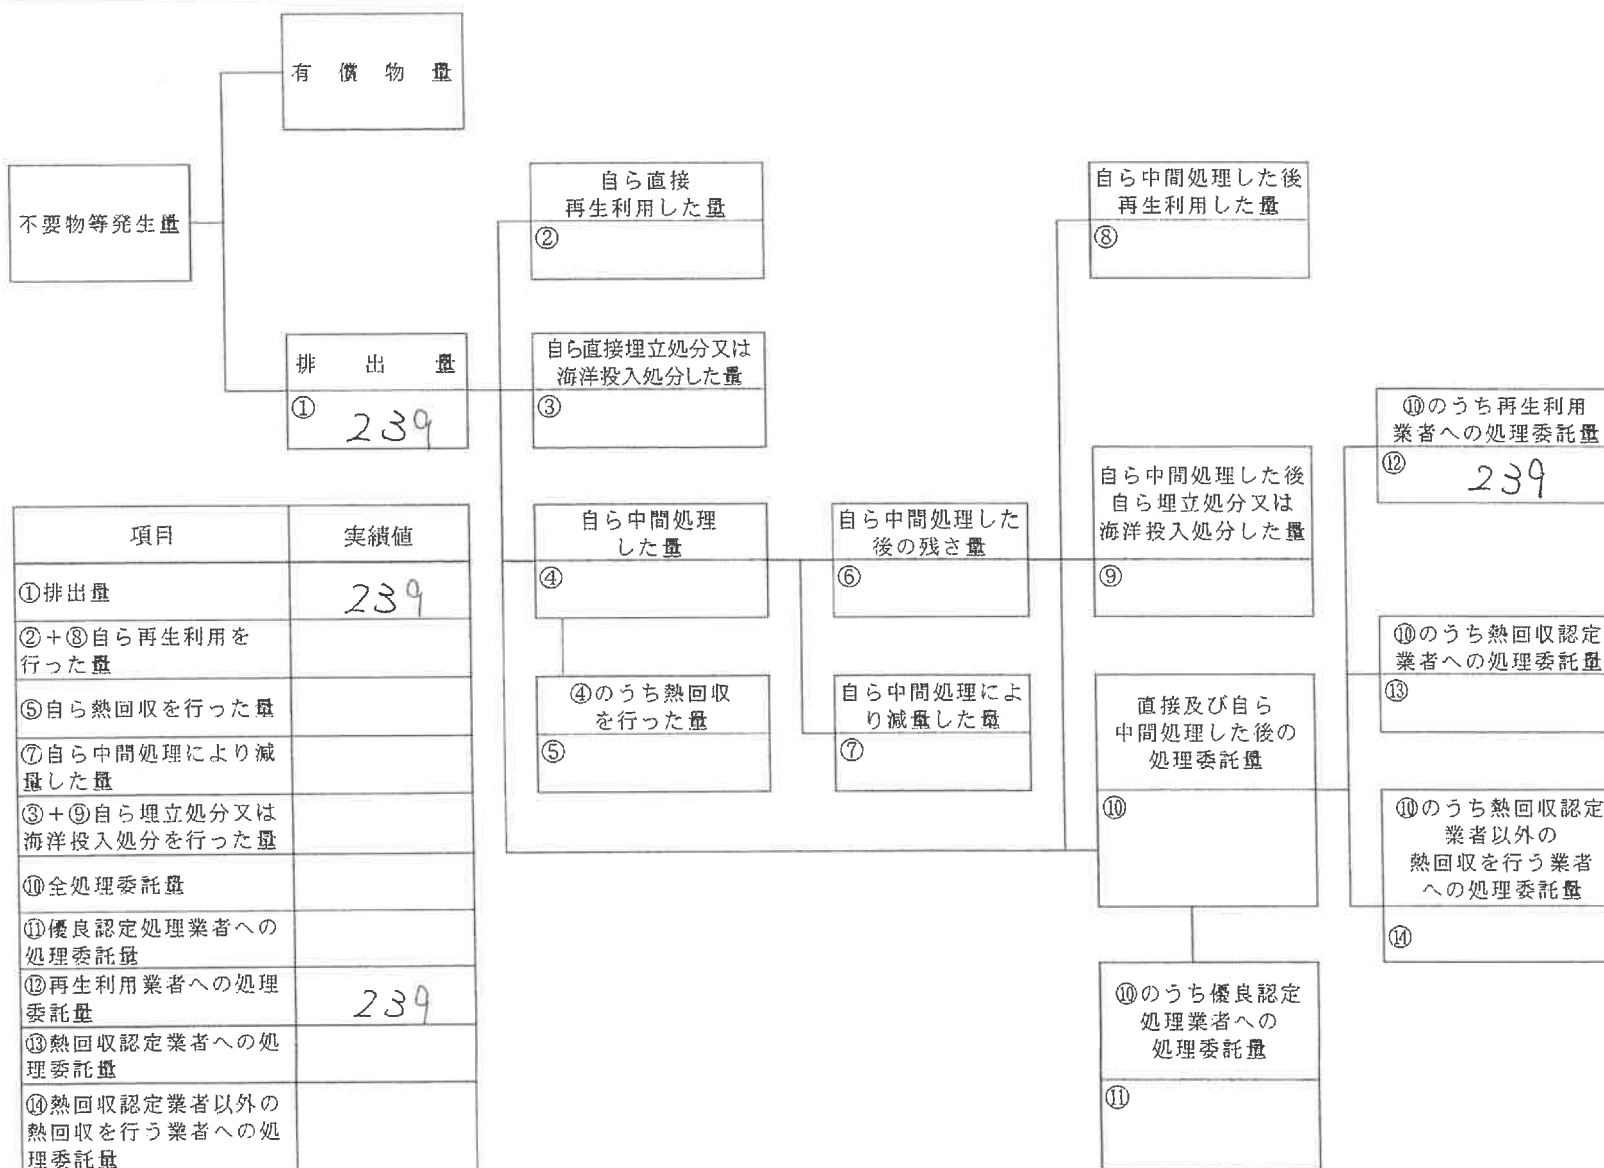 有償物量
不要物等発生量
排出量
① 239
自ら直接
再生利用した量
②
自ら直接埋立処分又は
海洋投入処分した量
③
自ら中間処理
した量
④
④のうち熱回収
を行った量
⑤
自ら中間処理した
後の残さ量
⑥
自ら中間処理によ
り減量した量
⑦
自ら中間処理した後
再生利用した量
⑧
自ら中間処理した後
自ら埋立処分又は
海洋投入処分した量
⑨
直接及び自ら
中間処理した後の
処理委託量
⑩
⑩のうち優良認定
処理業者への
処理委託量
⑪
⑩のうち再生利用
業者への処理委託量
⑫ 239
⑩のうち熱回収認定
業者への処理委託量
⑬
⑩のうち熱回収認定
業者以外の
熱回収を行う業者
への処理委託量
⑭
項目 実績値
①排出量 239
②+⑧自ら再生利用を
行った量
⑤自ら熱回収を行った量
⑦自ら中間処理により減
量した量
③+⑨自ら埋立処分又は
海洋投入処分を行った量
⑩全処理委託量
⑪優良認定処理業者への
処理委託量
⑫再生利用業者への処理
委託量 239
⑬熱回収認定業者への処
理委託量
⑭熱回収認定業者以外の
熱回収を行う業者への処
理委託量